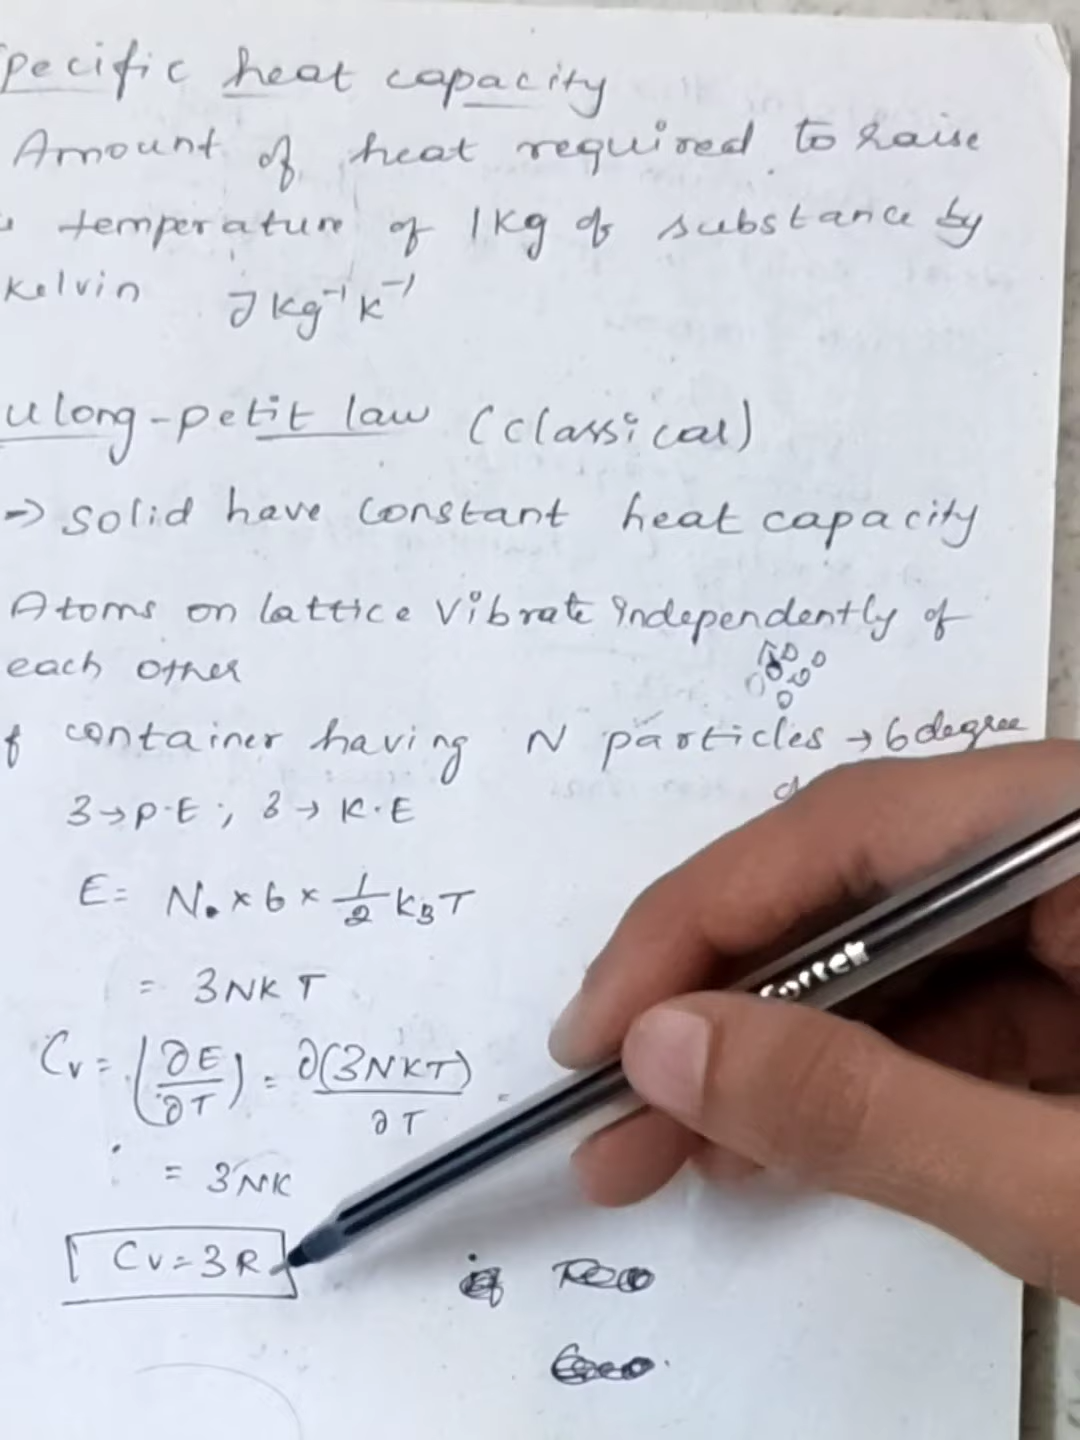 pecific heat capacity
Amount of heat required to raise
temperature of 1kg of substance by
Kelvin J kg⁻¹ K⁻¹
ulong-petit law (classical)
→ solid have constant heat capacity
Atoms on lattice vibrate independently of
each other
container having N particles → 6 degree
3 → P.E ; 3 → K.E
E = N. × 6 × 1/2 K_B T
= 3NKT
Cv = (∂E/∂T) = ∂(3NKT)/∂T =
= 3NK
Cv = 3R
Cortek